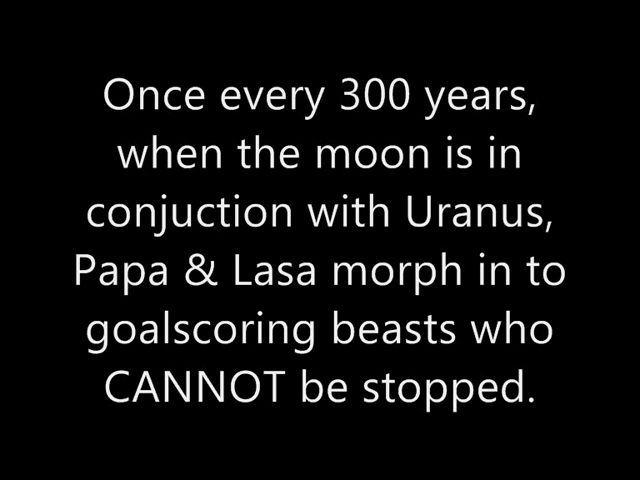 Once every 300 years,
when the moon is in
conjuction with Uranus,
Papa & Lasa morph in to
goalscoring beasts who
CANNOT be stopped.